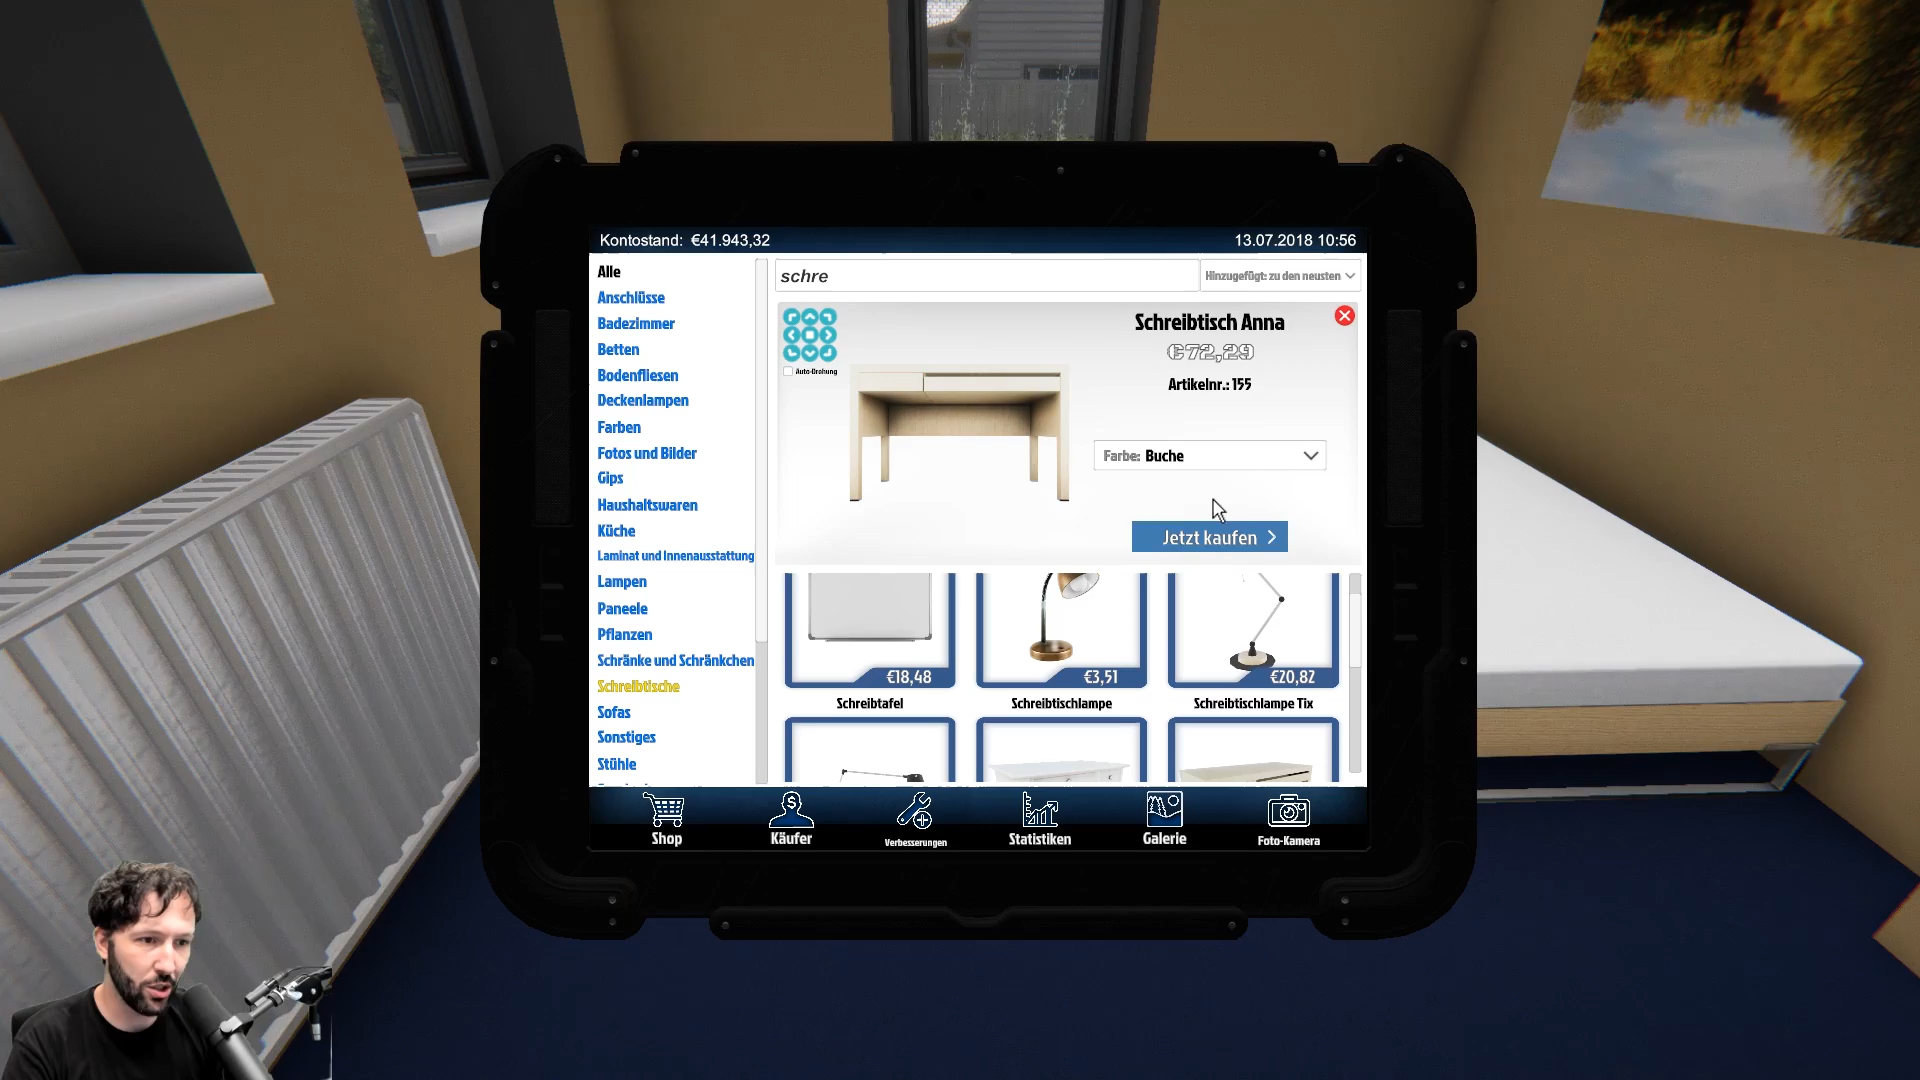 Kontostand: €41.943,32
13.07.2018 10:56
Alle
Anschlüsse
Badezimmer
Betten
Bodenfliesen
Deckenlampen
Farben
Fotos und Bilder
Gips
Haushaltswaren
Küche
Laminat und Innenausstattung
Lampen
Paneele
Pflanzen
Schränke und Schränkchen
Schreibtische
Sofas
Sonstiges
Stühle
schre
Hinzugefügt: zu den neusten
Auto-Drehung
Schreibtisch Anna
€72,29
Artikelnr.: 155
Farbe: Buche
Jetzt kaufen
€18,48
€3,51
€20,82
Schreibtafel
Schreibtischlampe
Schreibtischlampe Tix
Shop
Käufer
Verbesserungen
Statistiken
Galerie
Foto-Kamera